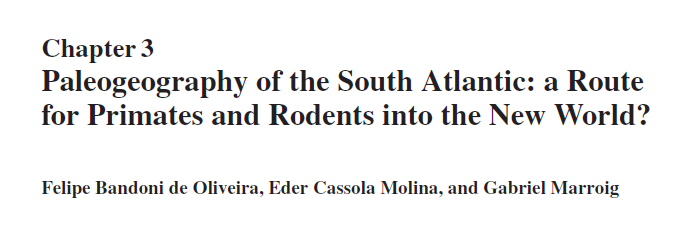 Chapter 3
Paleogeography of the South Atlantic: a Route
for Primates and Rodents into the New World?
Felipe Bandoni de Oliveira, Eder Cassola Molina, and Gabriel Marroig